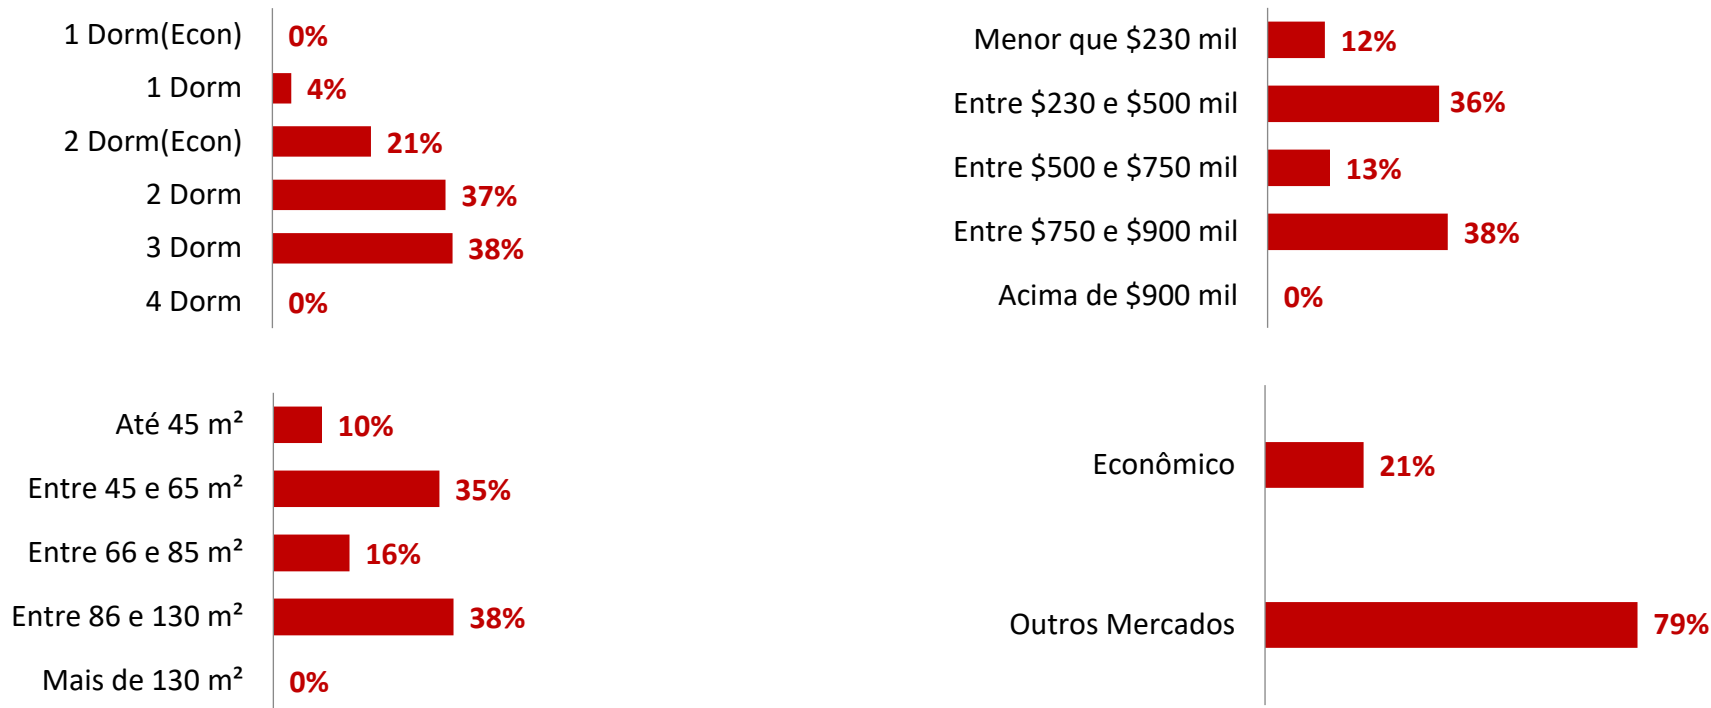 1 Dorm(Econ) 0%
1 Dorm 4%
2 Dorm(Econ) 21%
2 Dorm 37%
3 Dorm 38%
4 Dorm 0%
Menor que $230 mil 12%
Entre $230 e $500 mil 36%
Entre $500 e $750 mil 13%
Entre $750 e $900 mil 38%
Acima de $900 mil 0%
Até 45 m² 10%
Entre 45 e 65 m² 35%
Entre 66 e 85 m² 16%
Entre 86 e 130 m² 38%
Mais de 130 m² 0%
Econômico 21%
Outros Mercados 79%